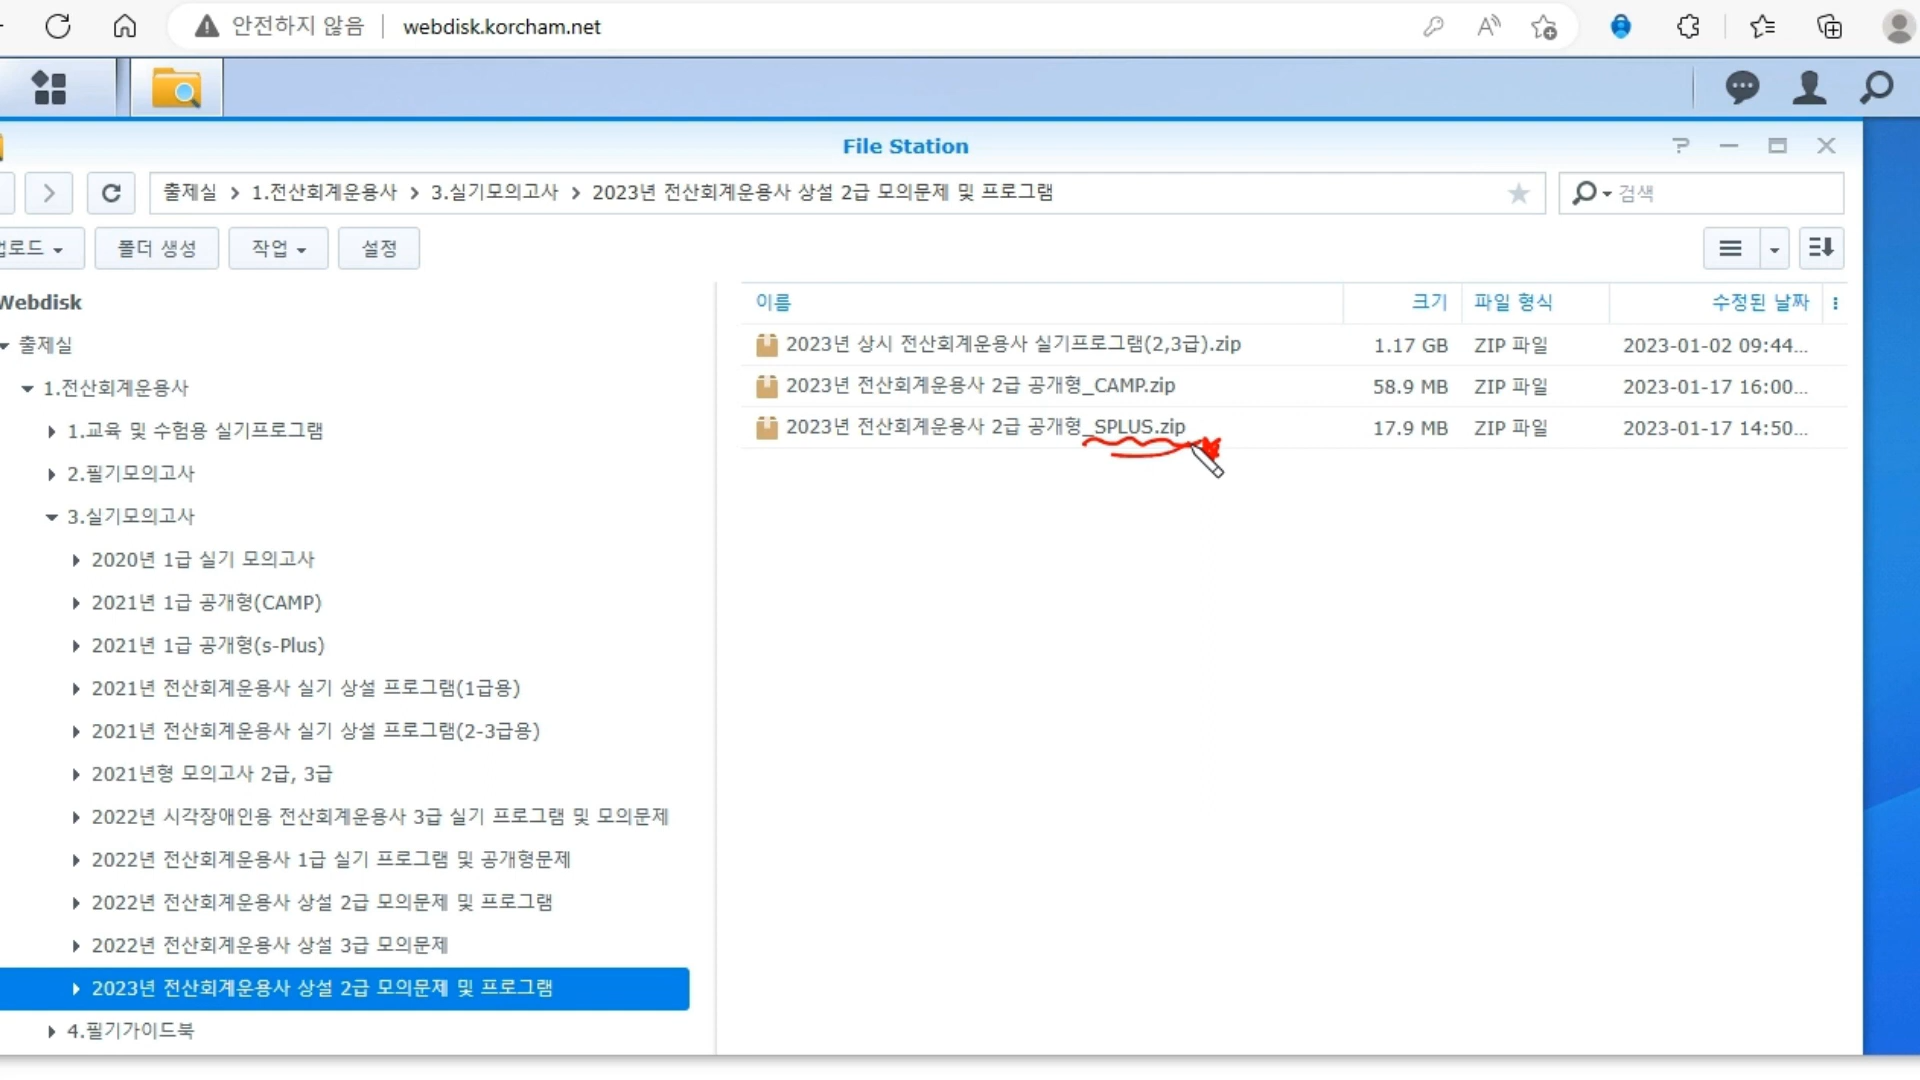 안전하지 않음 webdisk.korcham.net
File Station
출제실 1.전산회계운용사 3.실기모의고사 2023년 전산회계운용사 상설 2급 모의문제 및 프로그램 검색
폴더 생성 작업 설정
Webdisk
출제실
1.전산회계운용사
1.교육 및 수험용 실기프로그램
2.필기모의고사
3.실기모의고사
2020년 1급 실기 모의고사
2021년 1급 공개형(CAMP)
2021년 1급 공개형(s-Plus)
2021년 전산회계운용사 실기 상설 프로그램(1급용)
2021년 전산회계운용사 실기 상설 프로그램(2-3급용)
2021년형 모의고사 2급, 3급
2022년 시각장애인용 전산회계운용사 3급 실기 프로그램 및 모의문제
2022년 전산회계운용사 1급 실기 프로그램 및 공개형문제
2022년 전산회계운용사 상설 2급 모의문제 및 프로그램
2022년 전산회계운용사 상설 3급 모의문제
2023년 전산회계운용사 상설 2급 모의문제 및 프로그램
4.필기가이드북
이름 크기 파일 형식 수정된 날짜
2023년 상시 전산회계운용사 실기프로그램(2,3급).zip 1.17 GB ZIP 파일 2023-01-02 09:44...
2023년 전산회계운용사 2급 공개형_CAMP.zip 58.9 MB ZIP 파일 2023-01-17 16:00...
2023년 전산회계운용사 2급 공개형_SPLUS.zip 17.9 MB ZIP 파일 2023-01-17 14:50...